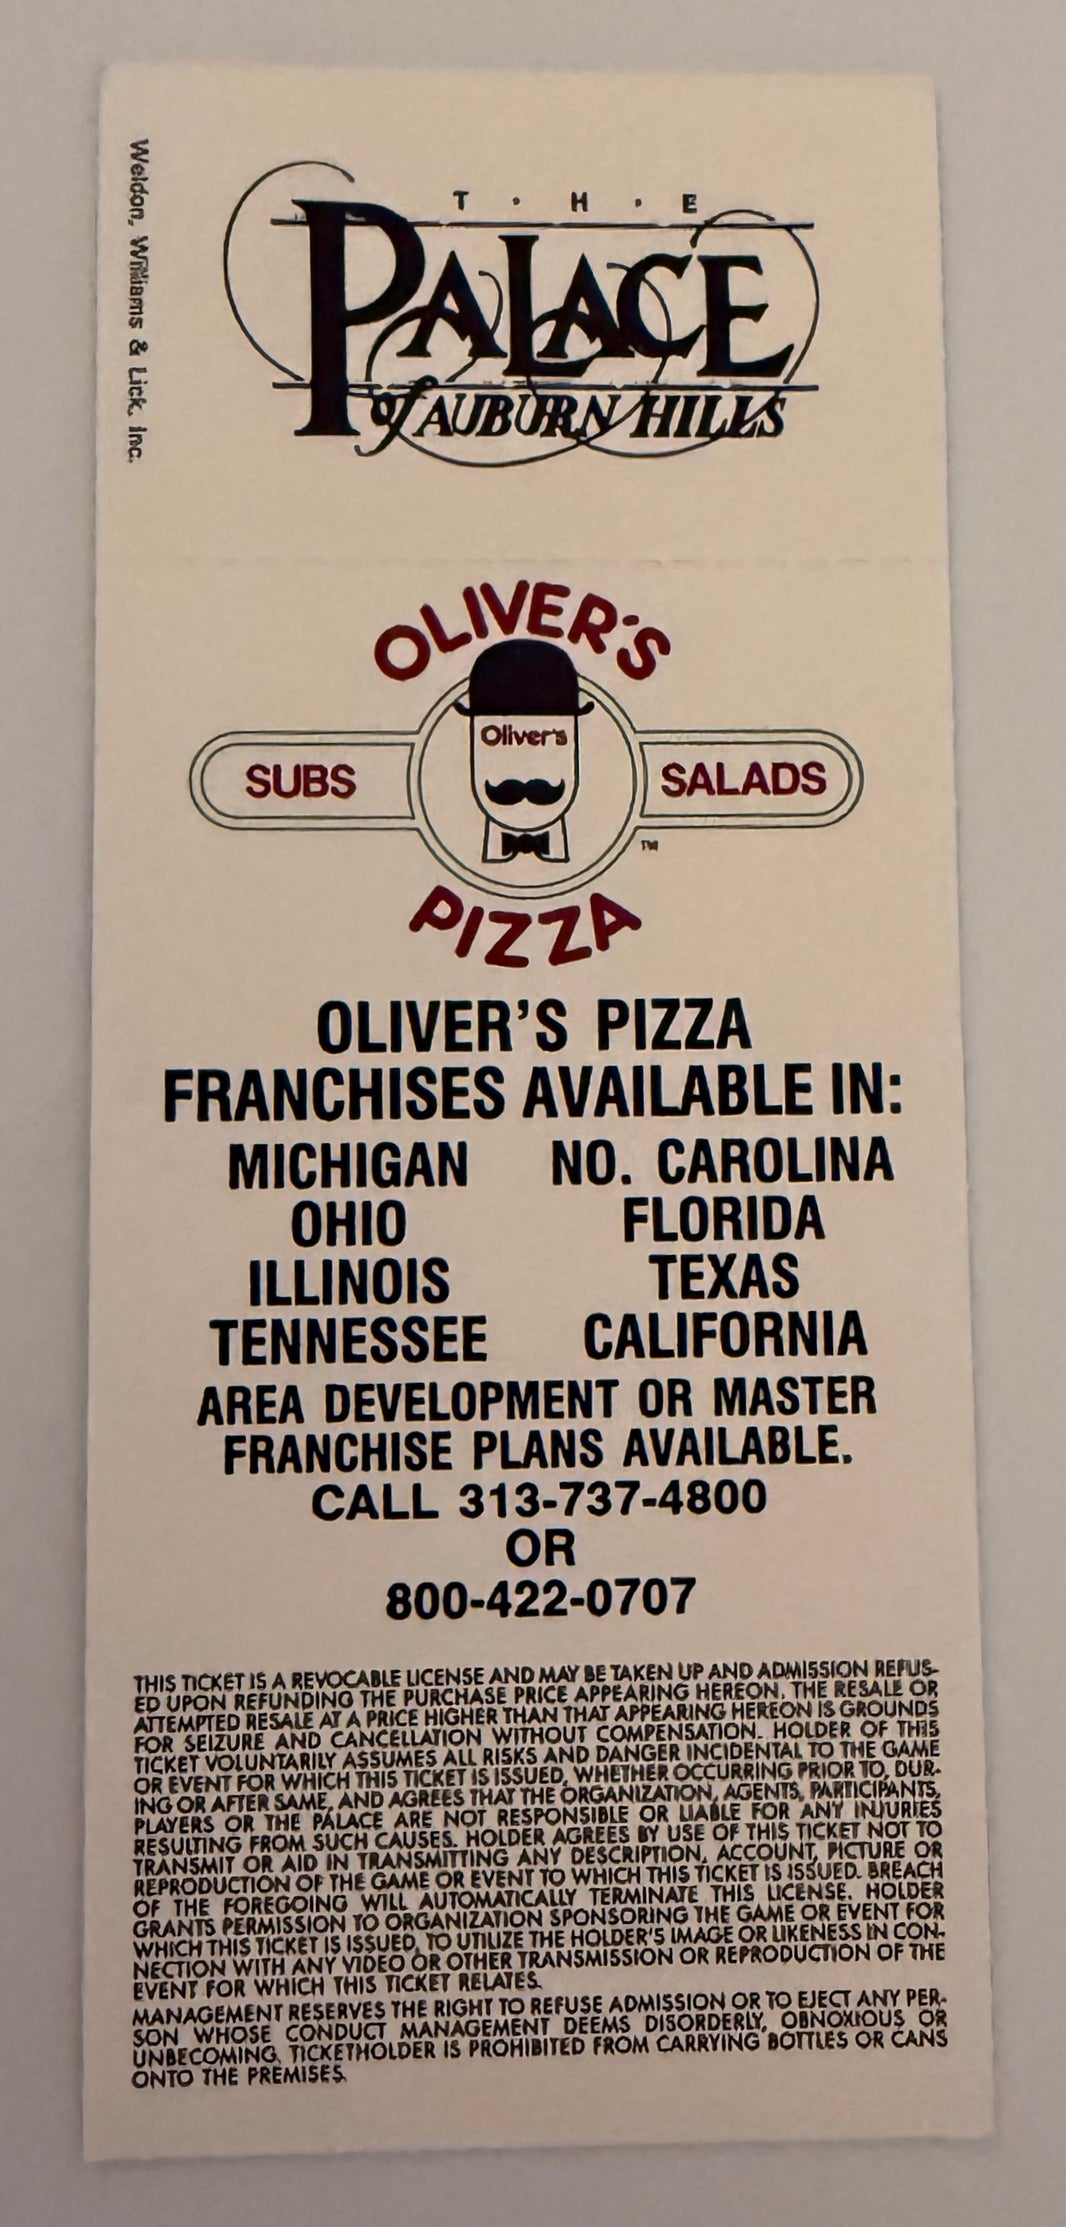 Weldon, Williams & Lick, Inc.
T · H · E
PALACE
of AUBURN HILLS
OLIVER'S
Oliver's
SUBS
SALADS
TM
PIZZA
OLIVER'S PIZZA
FRANCHISES AVAILABLE IN:
MICHIGAN NO. CAROLINA
OHIO FLORIDA
ILLINOIS TEXAS
TENNESSEE CALIFORNIA
AREA DEVELOPMENT OR MASTER
FRANCHISE PLANS AVAILABLE.
CALL 313-737-4800
OR
800-422-0707
THIS TICKET IS A REVOCABLE LICENSE AND MAY BE TAKEN UP AND ADMISSION REFUS-
ED UPON REFUNDING THE PURCHASE PRICE APPEARING HEREON. THE RESALE OR
ATTEMPTED RESALE AT A PRICE HIGHER THAN THAT APPEARING HEREON IS GROUNDS
FOR SEIZURE AND CANCELLATION WITHOUT COMPENSATION. HOLDER OF THIS
TICKET VOLUNTARILY ASSUMES ALL RISKS AND DANGER INCIDENTAL TO THE GAME
OR EVENT FOR WHICH THIS TICKET IS ISSUED, WHETHER OCCURRING PRIOR TO, DUR-
ING OR AFTER SAME, AND AGREES THAT THE ORGANIZATION, AGENTS, PARTICIPANTS,
PLAYERS OR THE PALACE ARE NOT RESPONSIBLE OR LIABLE FOR ANY INJURIES
RESULTING FROM SUCH CAUSES. HOLDER AGREES BY USE OF THIS TICKET NOT TO
TRANSMIT OR AID IN TRANSMITTING ANY DESCRIPTION, ACCOUNT, PICTURE OR
REPRODUCTION OF THE GAME OR EVENT TO WHICH THIS TICKET IS ISSUED. BREACH
OF THE FOREGOING WILL AUTOMATICALLY TERMINATE THIS LICENSE. HOLDER
GRANTS PERMISSION TO ORGANIZATION SPONSORING THE GAME OR EVENT FOR
WHICH THIS TICKET IS ISSUED, TO UTILIZE THE HOLDER'S IMAGE OR LIKENESS IN CON-
NECTION WITH ANY VIDEO OR OTHER TRANSMISSION OR REPRODUCTION OF THE
EVENT FOR WHICH THIS TICKET RELATES.
MANAGEMENT RESERVES THE RIGHT TO REFUSE ADMISSION OR TO EJECT ANY PER-
SON WHOSE CONDUCT MANAGEMENT DEEMS DISORDERLY, OBNOXIOUS OR
UNBECOMING. TICKETHOLDER IS PROHIBITED FROM CARRYING BOTTLES OR CANS
ONTO THE PREMISES.